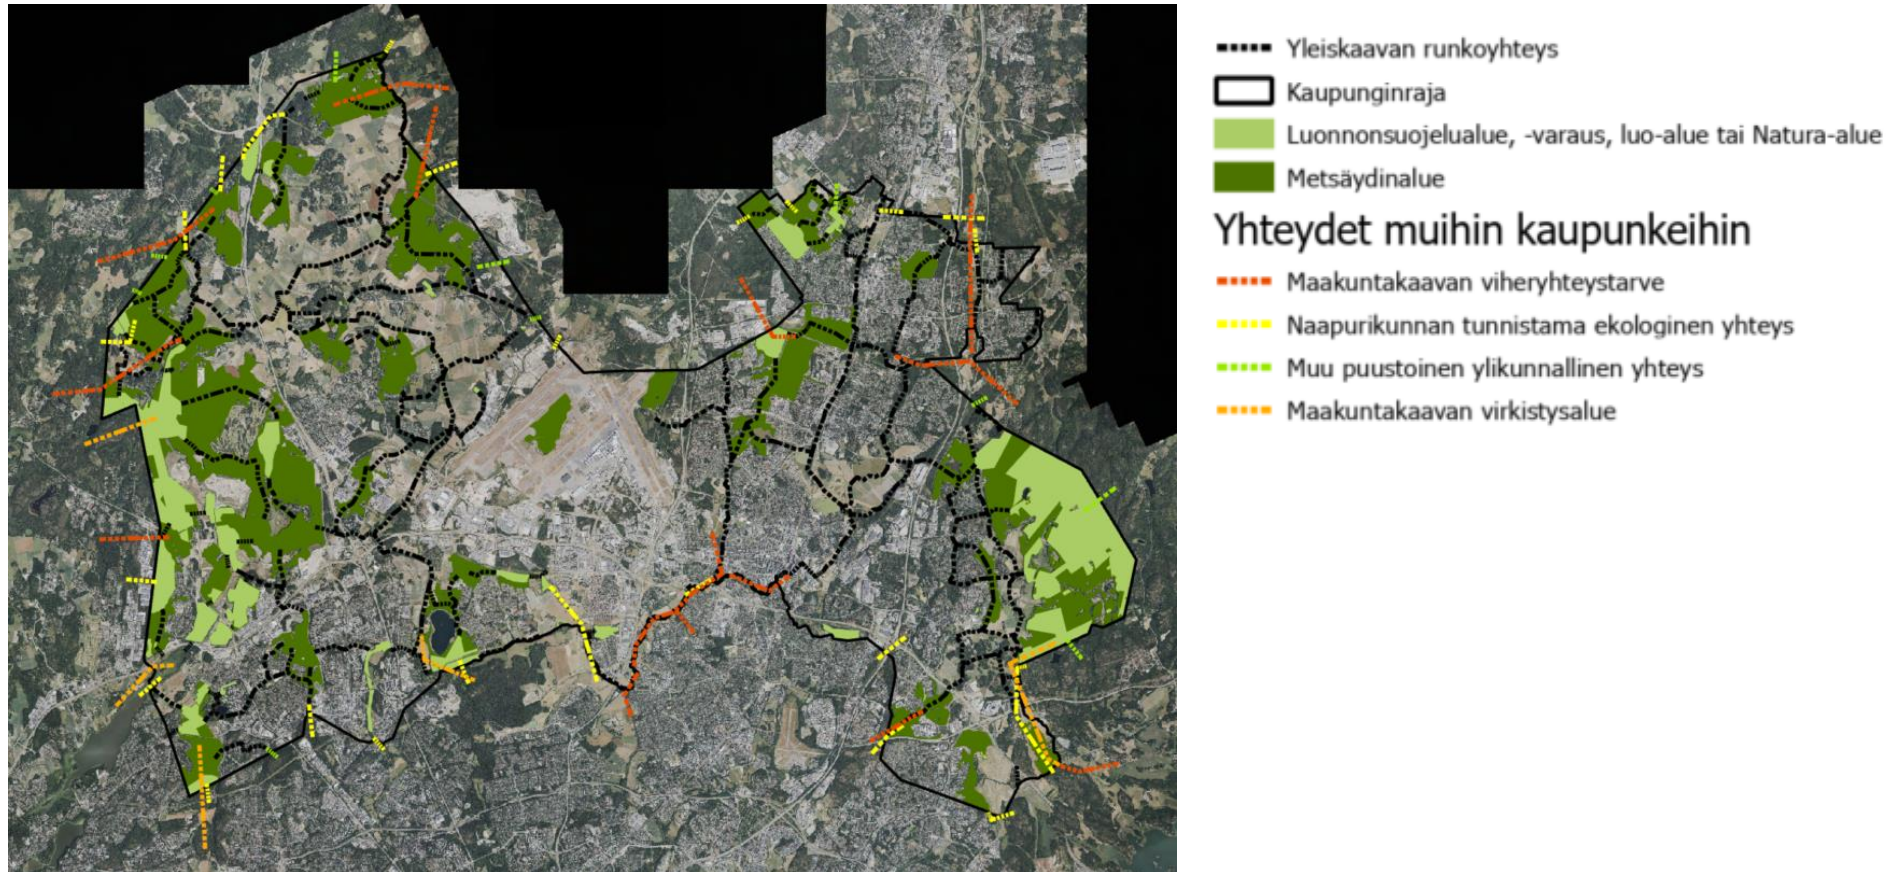 Yleiskaavan runkoyhteys
Kaupunginraja
Luonnonsuojelualue, -varaus, luo-alue tai Natura-alue
Metsäydinalue
Yhteydet muihin kaupunkeihin
Maakuntakaavan viheryhteystarve
Naapurikunnan tunnistama ekologinen yhteys
Muu puustoinen ylikunnallinen yhteys
Maakuntakaavan virkistysalue